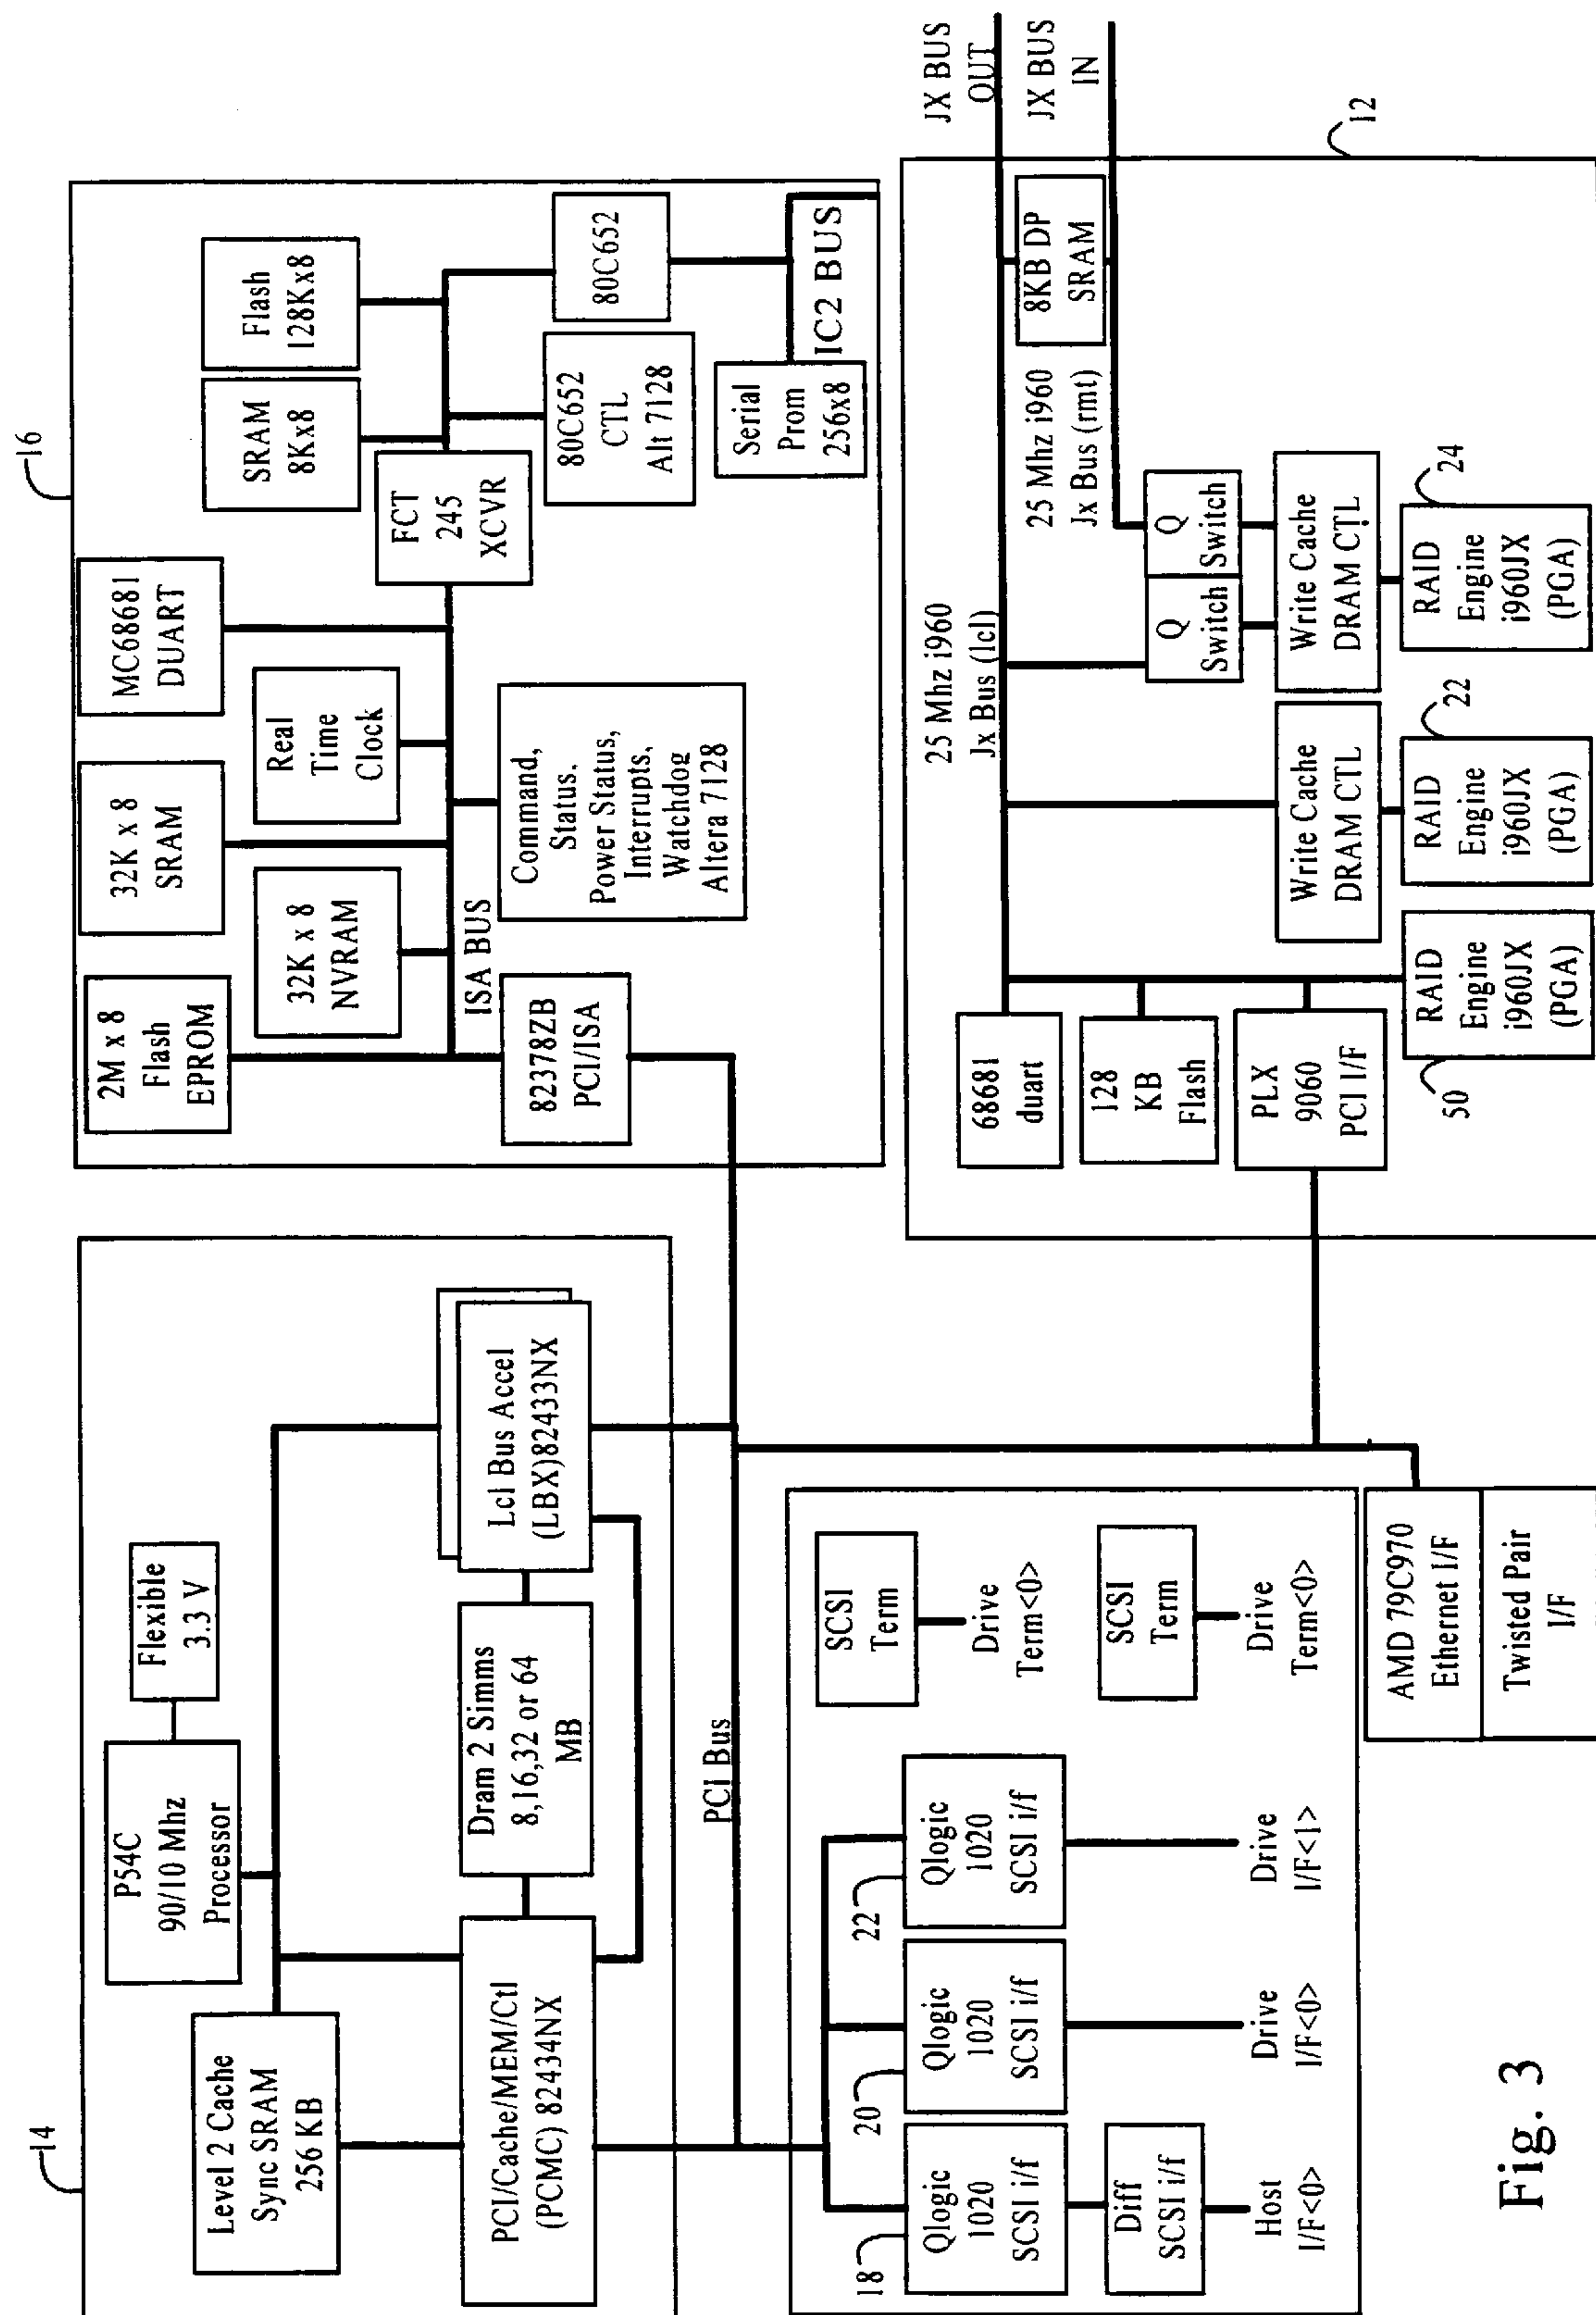 14
Level 2 Cache
Sync SRAM
256 KB
P54C
90/10 Mhz
Processor
Flexible
3.3 V
PCI/Cache/MEM/Ctl
(PCMC) 82434NX
Dram 2 Simms
8,16,32 or 64
MB
Lcl Bus Accel
(LBX)82433NX
PCI Bus
16
2M x 8
Flash
EPROM
32K x 8
SRAM
MC68681
DUART
32K x 8
NVRAM
Real
Time
Clock
SRAM
8Kx8
Flash
128Kx8
ISA BUS
FCT
245
XCVR
82378ZB
PCI/ISA
Command,
Status,
Power Status,
Interrupts,
Watchdog
Altera 7128
80C652
CTL
Alt 7128
80C652
Serial
Prom
256x8
IC2 BUS
18
Qlogic
1020
SCSI i/f
20
Qlogic
1020
SCSI i/f
22
Qlogic
1020
SCSI i/f
SCSI
Term
Drive
Term<0>
Diff
SCSI i/f
Host
I/F<0>
Drive
I/F<0>
Drive
I/F<1>
SCSI
Term
Drive
Term<0>
AMD 79C970
Ethernet I/F
Twisted Pair
I/F
JX BUS
OUT
JX BUS
IN
12
25 Mhz i960
Jx Bus (lcl)
25 Mhz i960
Jx Bus (rmt)
8KB DP
SRAM
68681
duart
128
KB
Flash
PLX
9060
PCI I/F
Q
Switch
Q
Switch
Write Cache
DRAM CTL
Write Cache
DRAM CTL
50
RAID
Engine
i960JX
(PGA)
22
RAID
Engine
i960JX
(PGA)
24
RAID
Engine
i960JX
(PGA)
Fig. 3